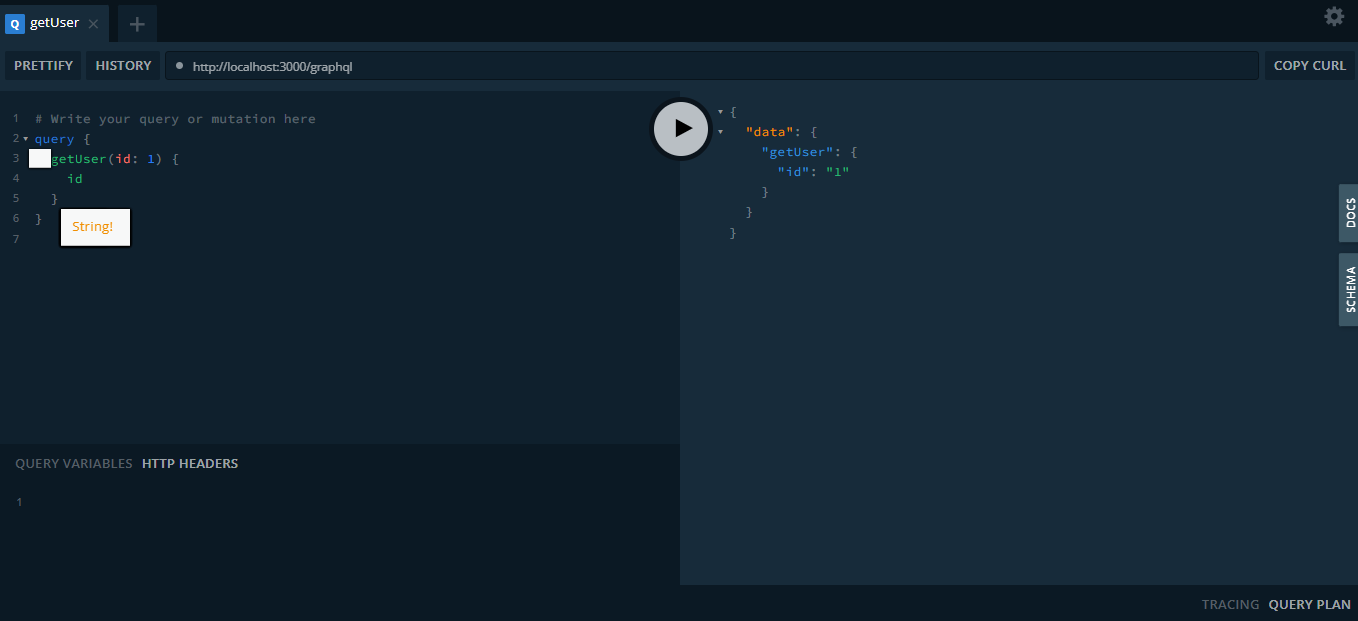 Q getUser
PRETTIFY HISTORY http://localhost:3000/graphql COPY CURL
1 # Write your query or mutation here
2 query {
3 getUser(id: 1) {
4 id
5 }
6 }
7
String!
{
"data": {
"getUser": {
"id": "1"
}
}
}
DOCS
SCHEMA
QUERY VARIABLES HTTP HEADERS
1
TRACING QUERY PLAN